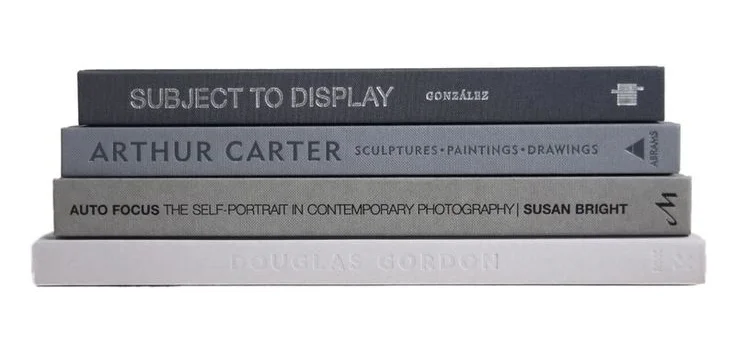 SUBJECT TO DISPLAY GONZÁLEZ
ARTHUR CARTER SCULPTURES • PAINTINGS • DRAWINGS ABRAMS
AUTO FOCUS THE SELF-PORTRAIT IN CONTEMPORARY PHOTOGRAPHY | SUSAN BRIGHT M
DOUGLAS GORDON